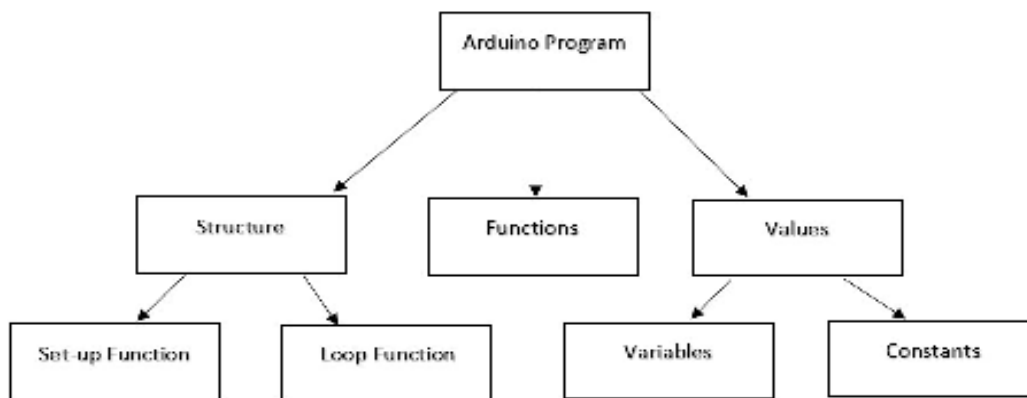 Arduino Program
Structure
Functions
Values
Set-up Function
Loop Function
Variables
Constants